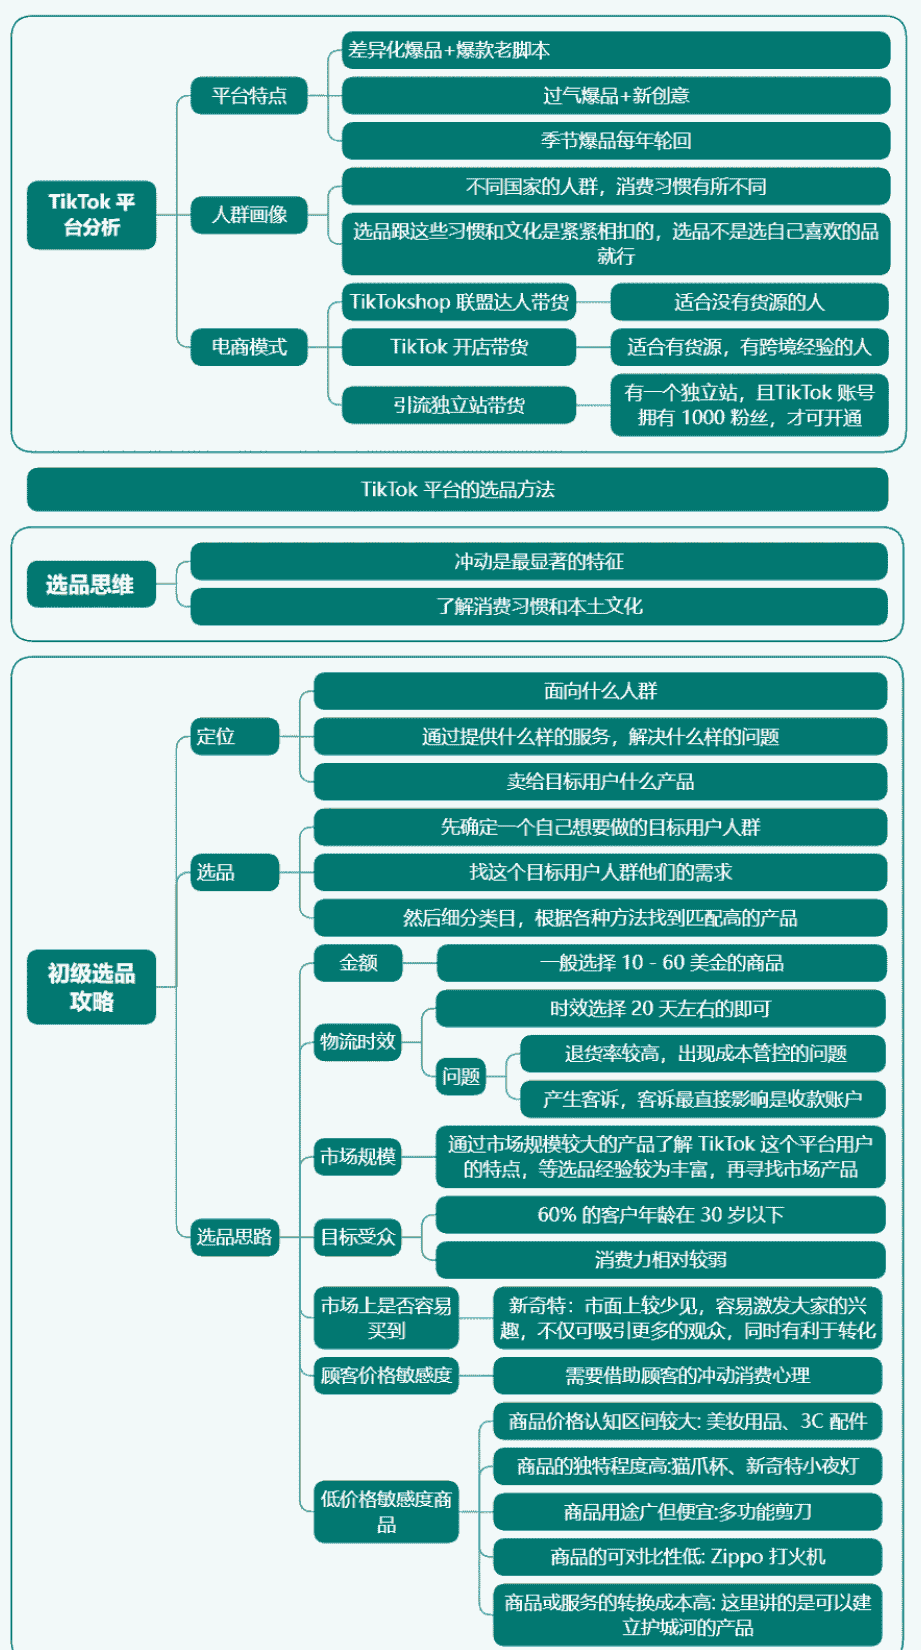 TikTok 平
台分析
平台特点
差异化爆品+爆款老脚本
过气爆品+新创意
季节爆品每年轮回
人群画像
不同国家的人群，消费习惯有所不同
选品跟这些习惯和文化是紧紧相扣的，选品不是选自己喜欢的品
就行
电商模式
TikTokshop 联盟达人带货
适合没有货源的人
TikTok 开店带货
适合有货源，有跨境经验的人
引流独立站带货
有一个独立站，且TikTok 账号
拥有 1000 粉丝，才可开通
TikTok 平台的选品方法
选品思维
冲动是最显著的特征
了解消费习惯和本土文化
初级选品
攻略
定位
面向什么人群
通过提供什么样的服务，解决什么样的问题
卖给目标用户什么产品
选品
先确定一个自己想要做的目标用户人群
找这个目标用户人群他们的需求
然后细分类目，根据各种方法找到匹配高的产品
选品思路
金额
一般选择 10 - 60 美金的商品
物流时效
时效选择 20 天左右的即可
问题
退货率较高，出现成本管控的问题
产生客诉，客诉最直接影响是收款账户
市场规模
通过市场规模较大的产品了解 TikTok 这个平台用户
的特点，等选品经验较为丰富，再寻找市场产品
目标受众
60% 的客户年龄在 30 岁以下
消费力相对较弱
市场上是否容易
买到
新奇特：市面上较少见，容易激发大家的兴
趣，不仅可吸引更多的观众，同时有利于转化
顾客价格敏感度
需要借助顾客的冲动消费心理
低价格敏感度商
品
商品价格认知区间较大: 美妆用品、3C 配件
商品的独特程度高:猫爪杯、新奇特小夜灯
商品用途广但便宜:多功能剪刀
商品的可对比性低: Zippo 打火机
商品或服务的转换成本高: 这里讲的是可以建
立护城河的产品